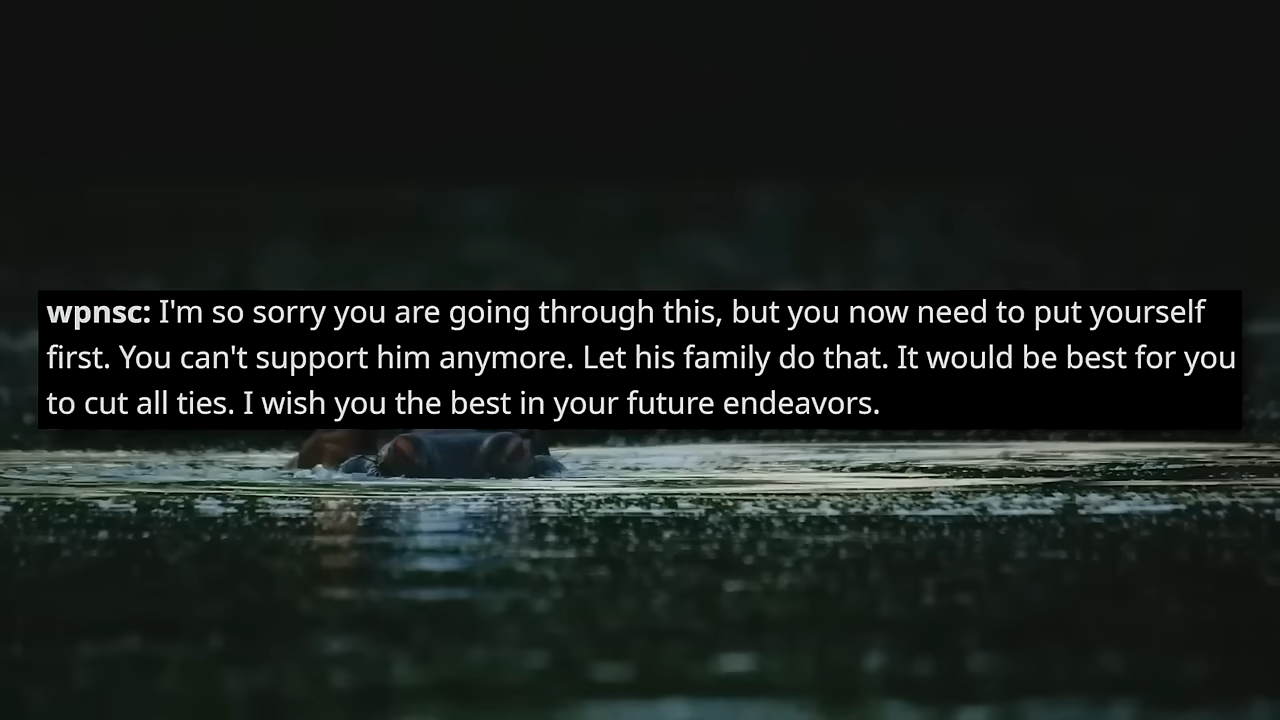 wpnsc: I'm so sorry you are going through this, but you now need to put yourself
first. You can't support him anymore. Let his family do that. It would be best for you
to cut all ties. I wish you the best in your future endeavors.